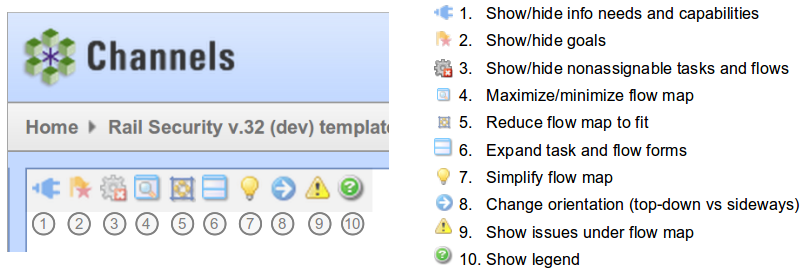 Channels
Home Rail Security v.32 (dev) template
1 2 3 4 5 6 7 8 9 10
1. Show/hide info needs and capabilities
2. Show/hide goals
3. Show/hide nonassignable tasks and flows
4. Maximize/minimize flow map
5. Reduce flow map to fit
6. Expand task and flow forms
7. Simplify flow map
8. Change orientation (top-down vs sideways)
9. Show issues under flow map
10. Show legend